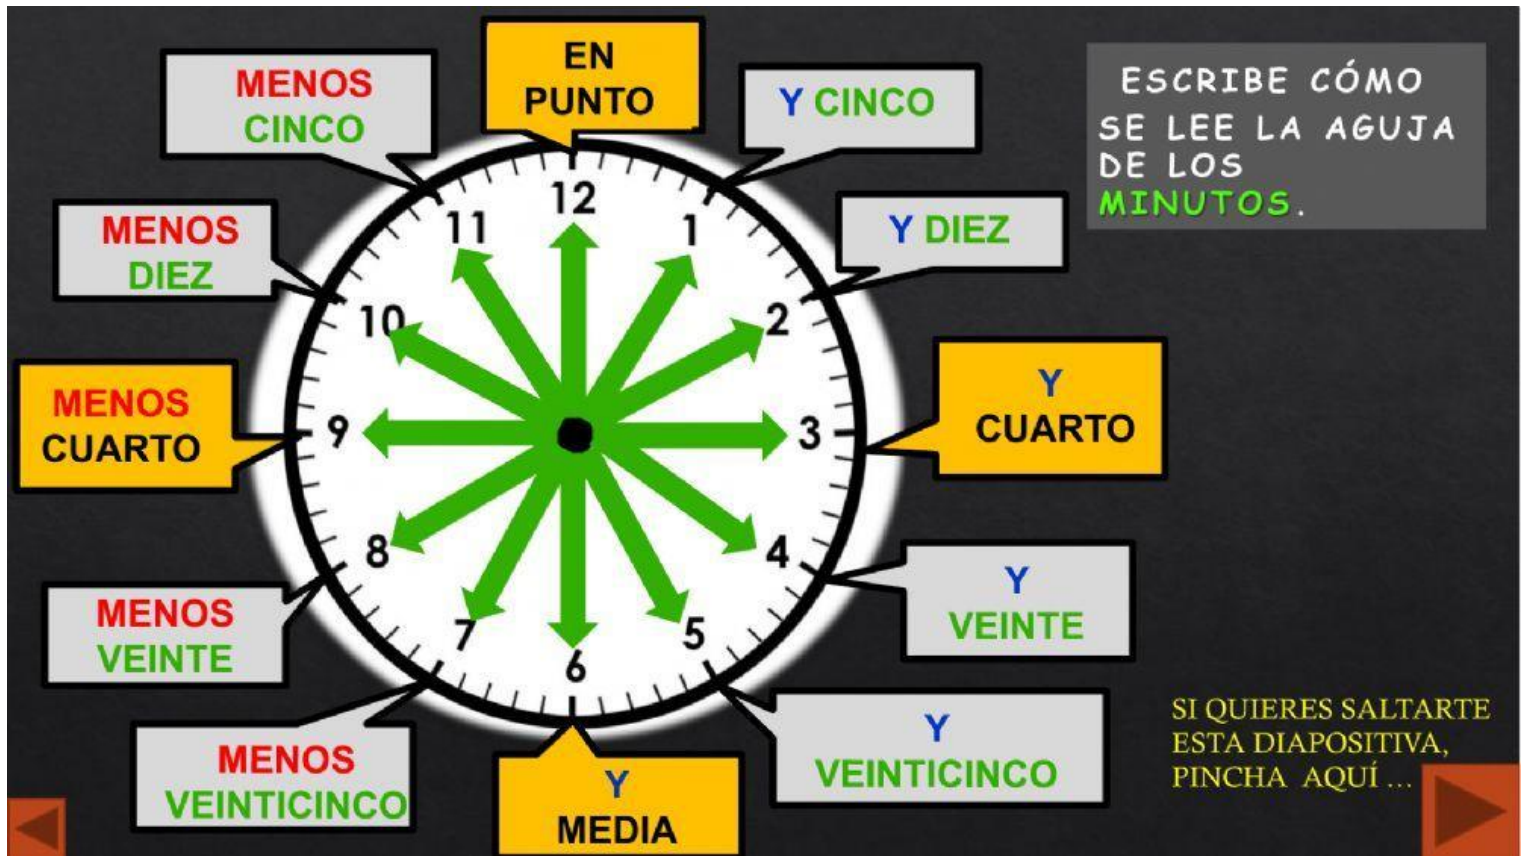 EN
PUNTO
MENOS
CINCO
Y CINCO
ESCRIBE CÓMO
SE LEE LA AGUJA
DE LOS
MINUTOS.
MENOS
DIEZ
Y DIEZ
12
11
1
10
2
MENOS
CUARTO
9
3
Y
CUARTO
8
4
MENOS
VEINTE
7
5
6
Y
VEINTE
MENOS
VEINTICINCO
Y
MEDIA
Y
VEINTICINCO
SI QUIERES SALTARTE
ESTA DIAPOSITIVA,
PINCHA AQUÍ ...